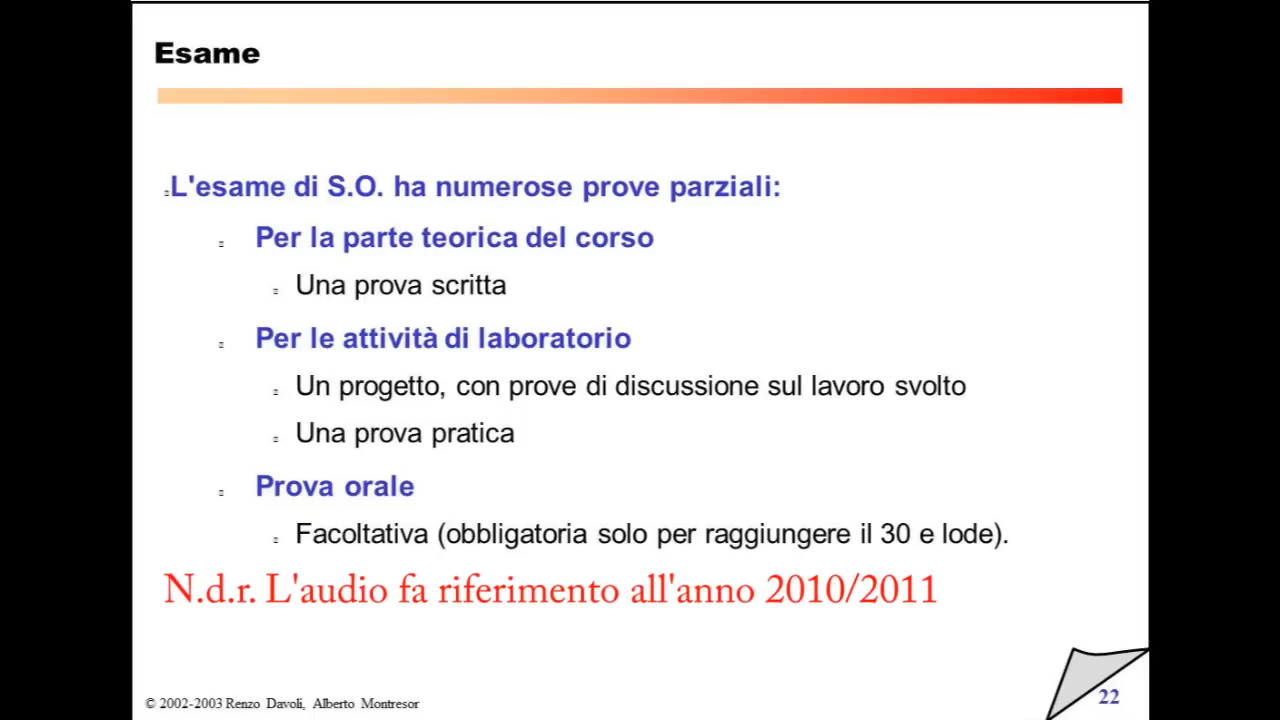 Esame
L'esame di S.O. ha numerose prove parziali:
Per la parte teorica del corso
Una prova scritta
Per le attività di laboratorio
Un progetto, con prove di discussione sul lavoro svolto
Una prova pratica
Prova orale
Facoltativa (obbligatoria solo per raggiungere il 30 e lode).
N.d.r. L'audio fa riferimento all'anno 2010/2011
© 2002-2003 Renzo Davoli, Alberto Montresor
22